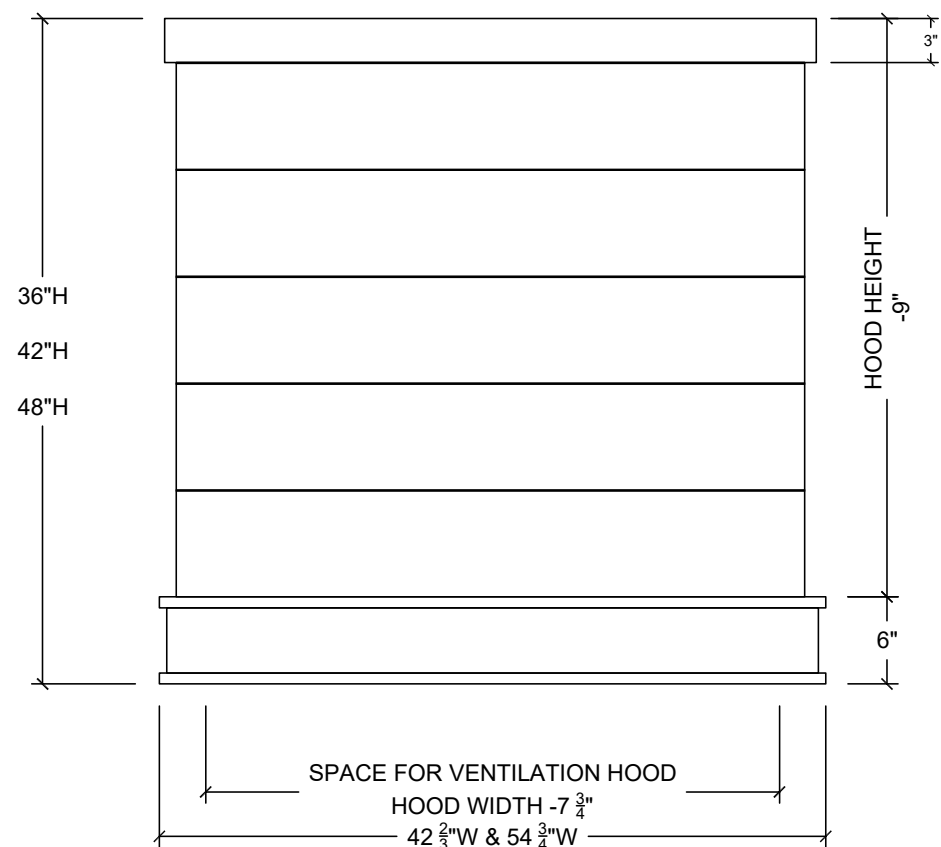 3"
36"H
42"H
48"H
HOOD HEIGHT
-9"
6"
SPACE FOR VENTILATION HOOD
HOOD WIDTH -7 3/4"
42 2/3"W & 54 3/4"W